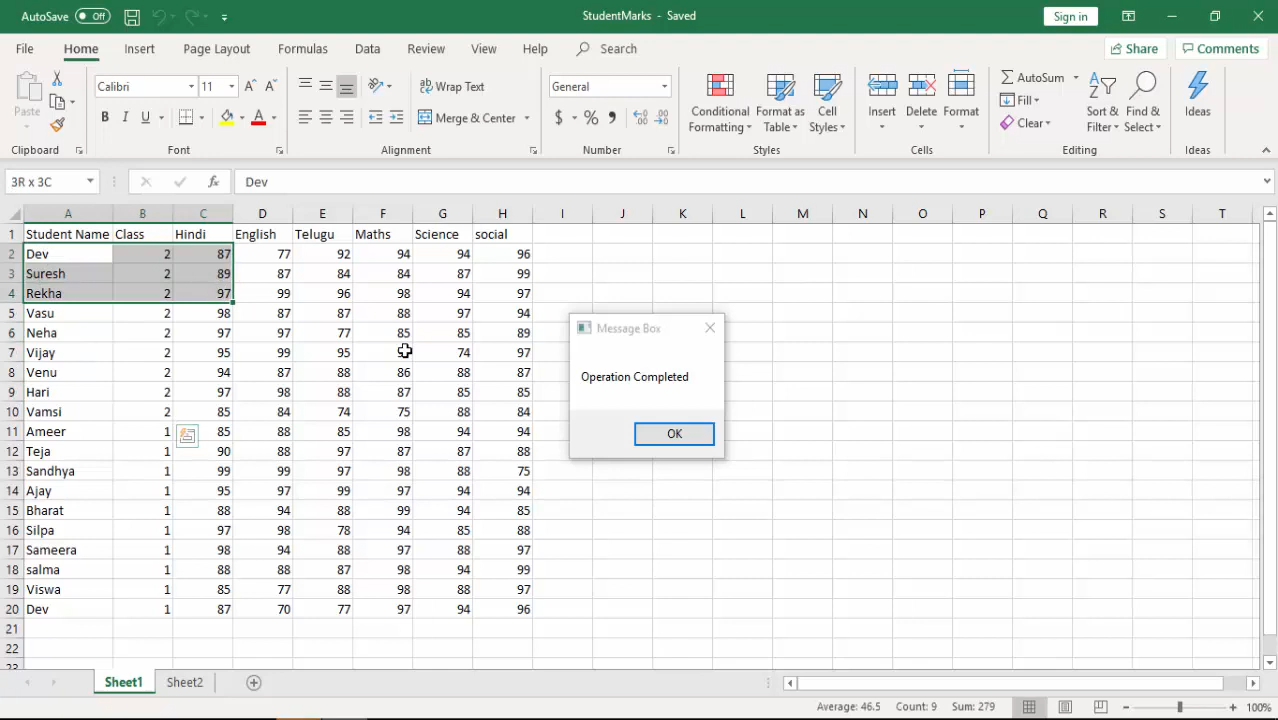 AutoSave Off StudentMarks - Saved Sign in
File Home Insert Page Layout Formulas Data Review View Help Search Share Comments
Paste Calibri 11 A A Wrap Text General Conditional Formatting Format as Table Cell Styles Insert Delete Format AutoSum Sort & Filter Find & Select Ideas
B I U A Merge & Center $ % Fill
Clear
Clipboard Font Alignment Number Styles Cells Editing Ideas
3R x 3C fx Dev
A B C D E F G H I J K L M N O P Q R S T
1 Student Name Class Hindi English Telugu Maths Science social
2 Dev 2 87 77 92 94 94 96
3 Suresh 2 89 87 84 84 87 99
4 Rekha 2 97 99 96 98 94 97
5 Vasu 2 98 87 87 88 97 94
6 Neha 2 97 97 77 85 85 89
7 Vijay 2 95 99 95 74 97
8 Venu 2 94 87 88 86 88 87
9 Hari 2 97 98 88 87 85 85
10 Vamsi 2 85 84 74 75 88 84
11 Ameer 1 85 88 85 98 94 94
12 Teja 1 90 88 97 87 87 88
13 Sandhya 1 99 99 97 98 88 75
14 Ajay 1 95 97 99 97 94 94
15 Bharat 1 88 94 88 99 94 85
16 Silpa 1 97 98 78 94 85 88
17 Sameera 1 98 94 88 97 88 97
18 salma 1 88 88 87 98 94 99
19 Viswa 1 85 77 88 98 88 97
20 Dev 1 87 70 77 97 94 96
21
22
23
Message Box
Operation Completed
OK
Sheet1 Sheet2
Average: 46.5 Count: 9 Sum: 279 100%